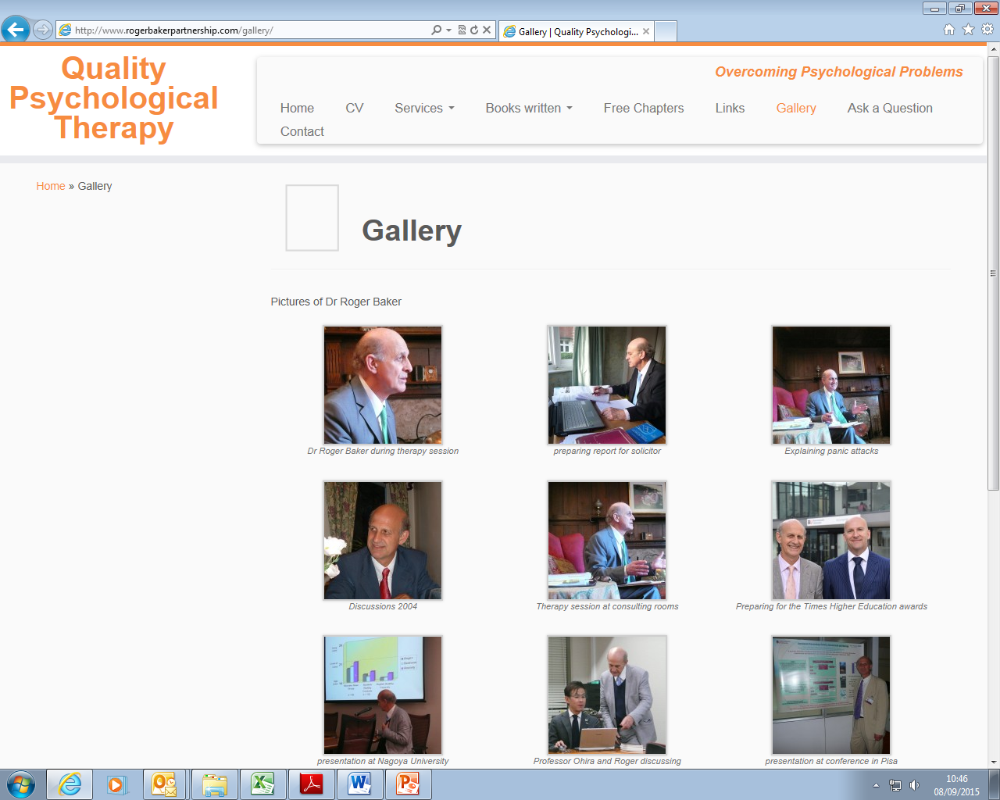 http://www.rogerbakerpartnership.com/gallery/
Gallery | Quality Psychologi...
Quality
Psychological
Therapy
Overcoming Psychological Problems
Home CV Services Books written Free Chapters Links Gallery Ask a Question
Contact
Home » Gallery
Gallery
Pictures of Dr Roger Baker
Dr Roger Baker during therapy session
preparing report for solicitor
Explaining panic attacks
Discussions 2004
Therapy session at consulting rooms
Preparing for the Times Higher Education awards
presentation at Nagoya University
Professor Ohira and Roger discussing
presentation at conference in Pisa
10:46
08/09/2015